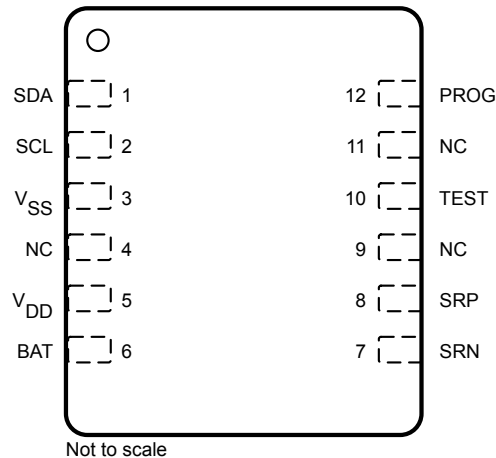 SDA 1 12 PROG
SCL 2 11 NC
VSS 3 10 TEST
NC 4 9 NC
VDD 5 8 SRP
BAT 6 7 SRN
Not to scale